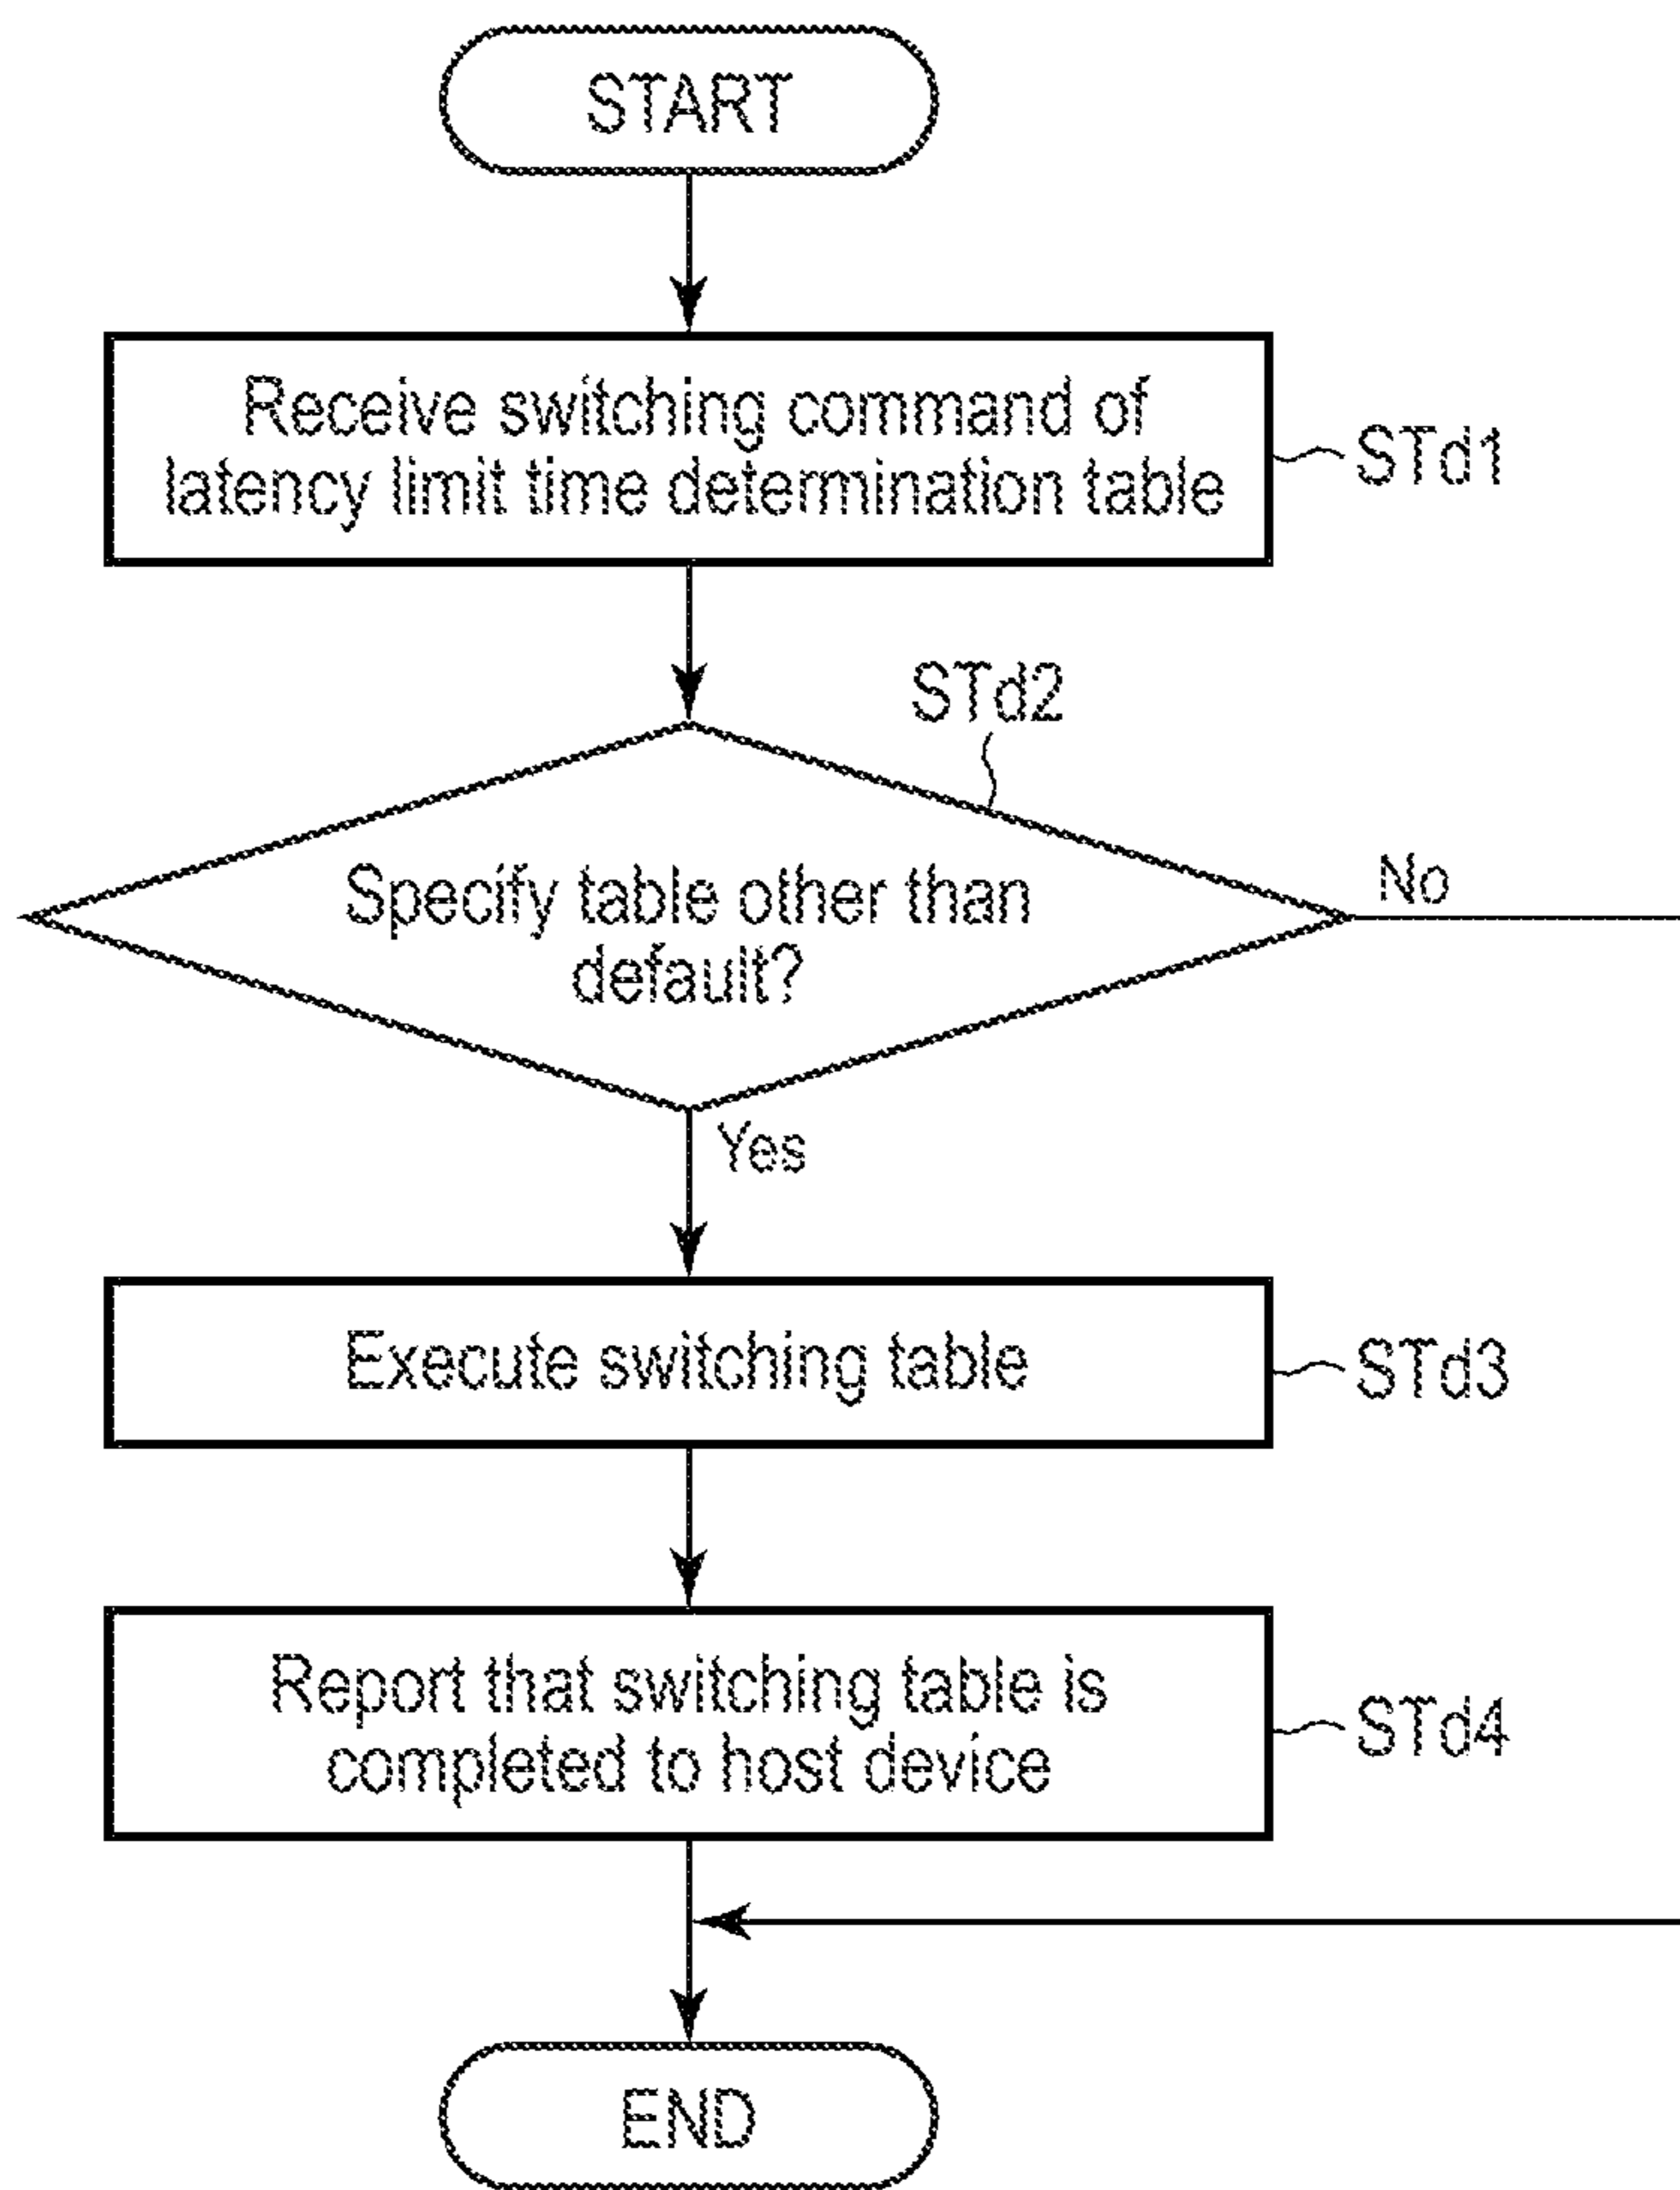 START
Receive switching command of
latency limit time determination table
STd1
STd2
Specify table other than
default?
No
Yes
Execute switching table
STd3
Report that switching table is
completed to host device
STd4
END